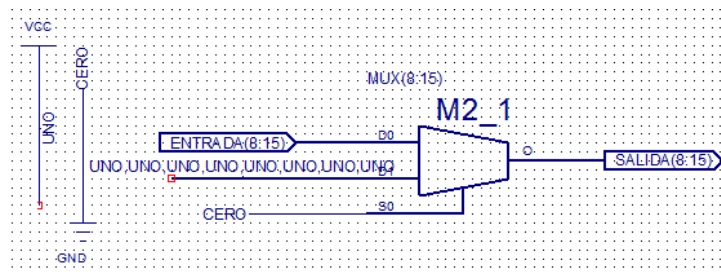 VCC
CERO
UNO
MUX(8:15)
M2_1
ENTRADA(8:15)
D0
UNO,UNO,UNO,UNO,UNO,UNO,UNO,UNO
D1
O
SALIDA(8:15)
CERO
S0
GND